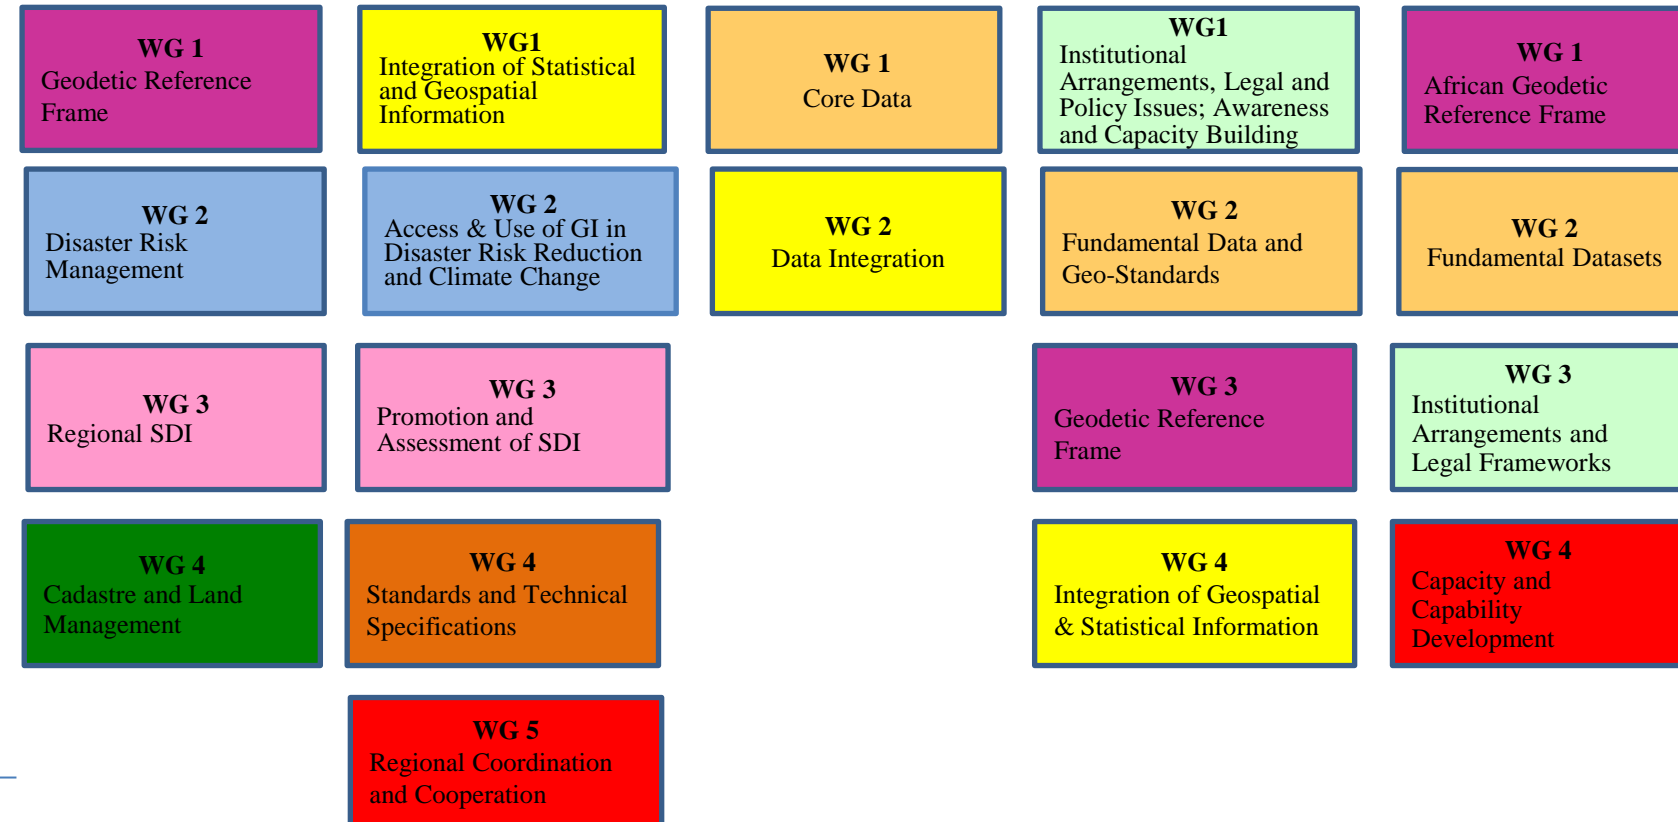 WG 1
Geodetic Reference
Frame
WG1
Integration of Statistical
and Geospatial
Information
WG 1
Core Data
WG1
Institutional
Arrangements, Legal and
Policy Issues; Awareness
and Capacity Building
WG 1
African Geodetic
Reference Frame
WG 2
Disaster Risk
Management
WG 2
Access & Use of GI in
Disaster Risk Reduction
and Climate Change
WG 2
Data Integration
WG 2
Fundamental Data and
Geo-Standards
WG 2
Fundamental Datasets
WG 3
Regional SDI
WG 3
Promotion and
Assessment of SDI
WG 3
Geodetic Reference
Frame
WG 3
Institutional
Arrangements and
Legal Frameworks
WG 4
Cadastre and Land
Management
WG 4
Standards and Technical
Specifications
WG 4
Integration of Geospatial
& Statistical Information
WG 4
Capacity and
Capability
Development
WG 5
Regional Coordination
and Cooperation